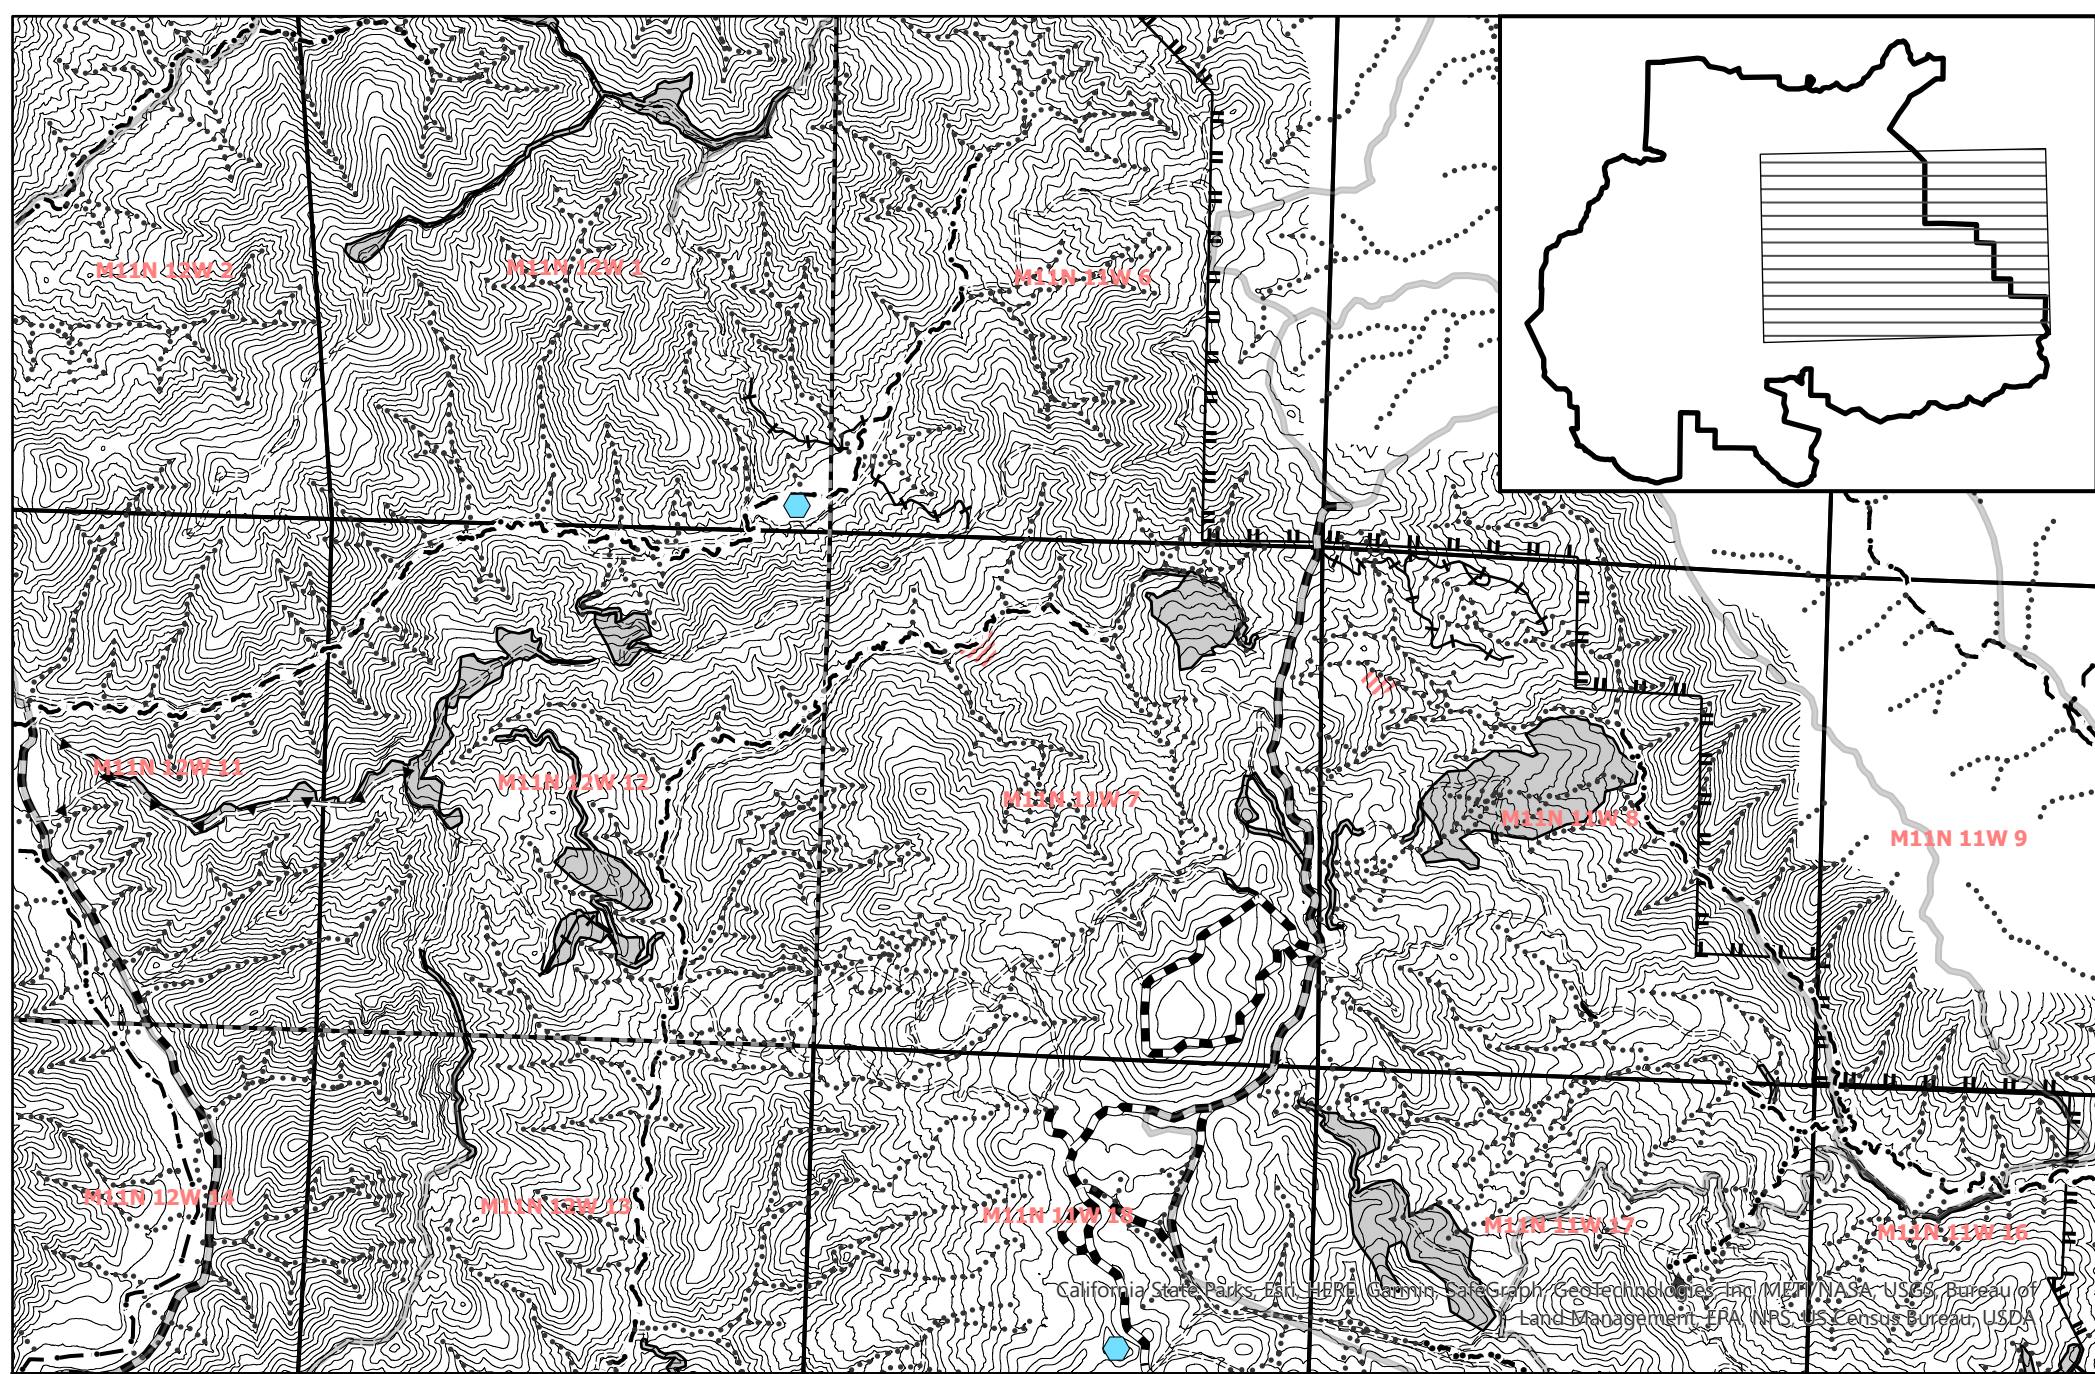 M11N 12W 2
M11N 12W 1
M11N 11W 6
M11N 12W 11
M11N 12W 12
M11N 11W 7
M11N 11W 8
M11N 11W 9
M11N 12W 14
M11N 12W 13
M11N 11W 18
M11N 11W 17
M11N 11W 16
California State Parks, Esri, HERE, Garmin, SafeGraph, GeoTechnologies, Inc, METI/NASA, USGS, Bureau of
Land Management, EPA, NPS, US Census Bureau, USDA